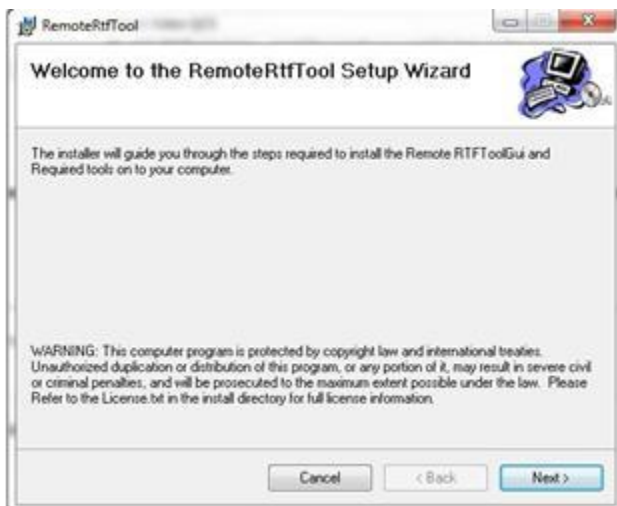 RemoteRtfTool
Welcome to the RemoteRtfTool Setup Wizard
The installer will guide you through the steps required to install the Remote RTFToolGui and
Required tools on to your computer.
WARNING: This computer program is protected by copyright law and international treaties.
Unauthorized duplication or distribution of this program, or any portion of it, may result in severe civil
or criminal penalties, and will be prosecuted to the maximum extent possible under the law.  Please
Refer to the License.txt in the install directory for full license information.
Cancel
< Back
Next >